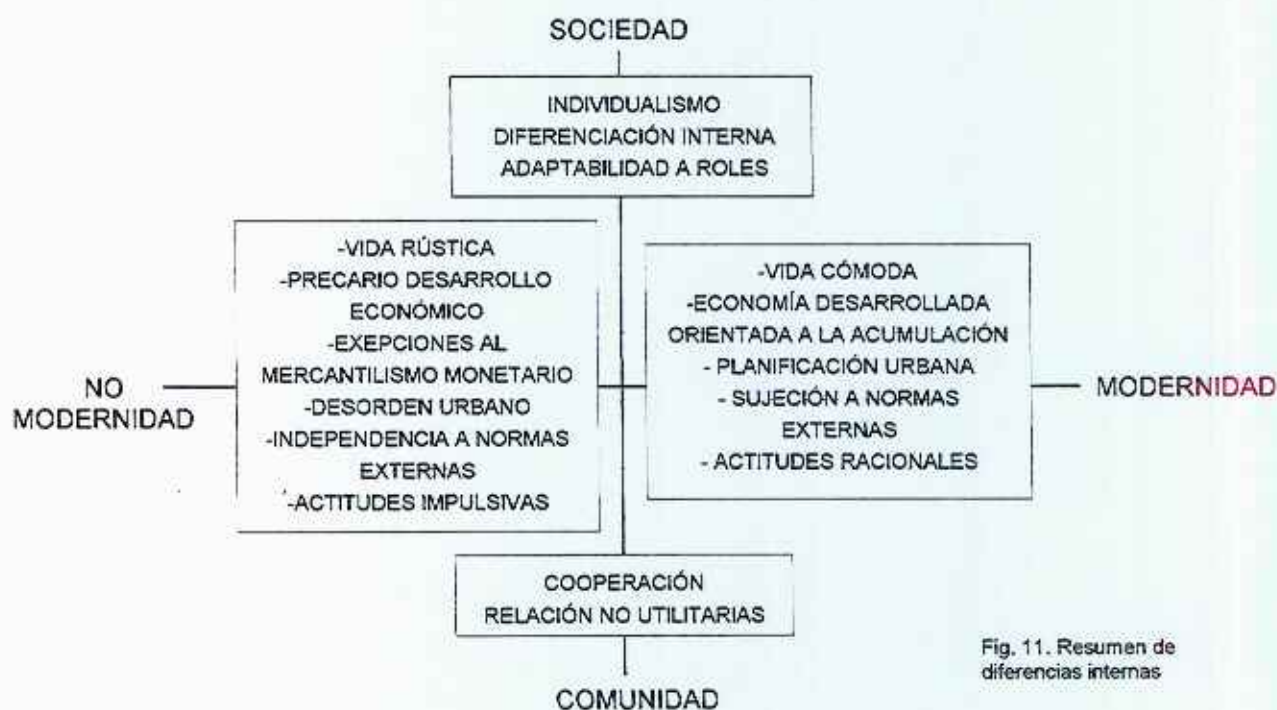 SOCIEDAD
INDIVIDUALISMO
DIFERENCIACIÓN INTERNA
ADAPTABILIDAD A ROLES
NO
MODERNIDAD
-VIDA RÚSTICA
-PRECARIO DESARROLLO
ECONÓMICO
-EXEPCIONES AL
MERCANTILISMO MONETARIO
-DESORDEN URBANO
-INDEPENDENCIA A NORMAS
EXTERNAS
-ACTITUDES IMPULSIVAS
-VIDA CÓMODA
-ECONOMÍA DESARROLLADA
ORIENTADA A LA ACUMULACIÓN
- PLANIFICACIÓN URBANA
- SUJECIÓN A NORMAS
EXTERNAS
- ACTITUDES RACIONALES
MODERNIDAD
COOPERACIÓN
RELACIÓN NO UTILITARIAS
COMUNIDAD
Fig. 11. Resumen de
diferencias internas